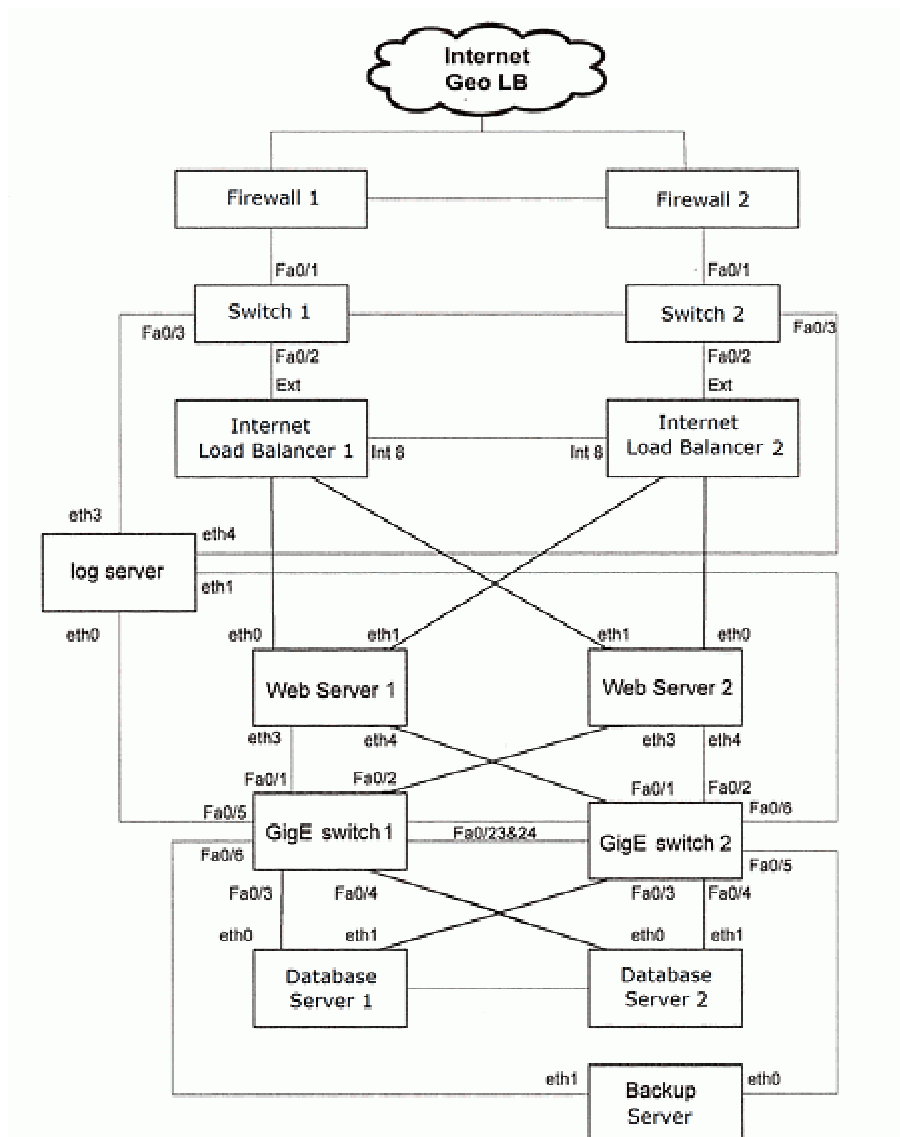 Internet
Geo LB
Firewall 1
Firewall 2
Fa0/1
Fa0/1
Switch 1
Switch 2
Fa0/3
Fa0/3
Fa0/2
Fa0/2
Ext
Ext
Internet
Load Balancer 1
Internet
Load Balancer 2
Int 8
Int 8
eth3
eth4
log server
eth1
eth0
eth0
eth1
eth1
eth0
Web Server 1
Web Server 2
eth3
eth4
eth3
eth4
Fa0/1
Fa0/2
Fa0/1
Fa0/2
Fa0/5
Fa0/6
GigE switch 1
Fa0/23&24
GigE switch 2
Fa0/6
Fa0/5
Fa0/3
Fa0/4
Fa0/3
Fa0/4
eth0
eth1
eth0
eth1
Database
Server 1
Database
Server 2
eth1
eth0
Backup
Server